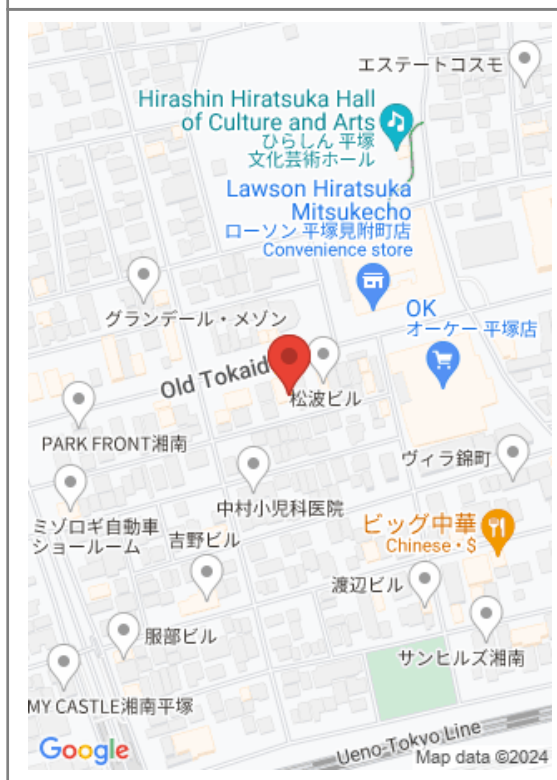 エステートコスモ
Hirashin Hiratsuka Hall
of Culture and Arts
ひらしん 平塚
文化芸術ホール
Lawson Hiratsuka
Mitsukecho
ローソン 平塚見附町店
Convenience store
グランデール・メゾン
OK
オーケー 平塚店
Old Tokaid
松波ビル
PARK FRONT湘南
ヴィラ錦町
中村小児科医院
ミゾロギ自動車
ショールーム
吉野ビル
ビッグ中華
Chinese • $
渡辺ビル
服部ビル
サンヒルズ湘南
MY CASTLE湘南平塚
Ueno-Tokyo Line
Google
Map data ©2024